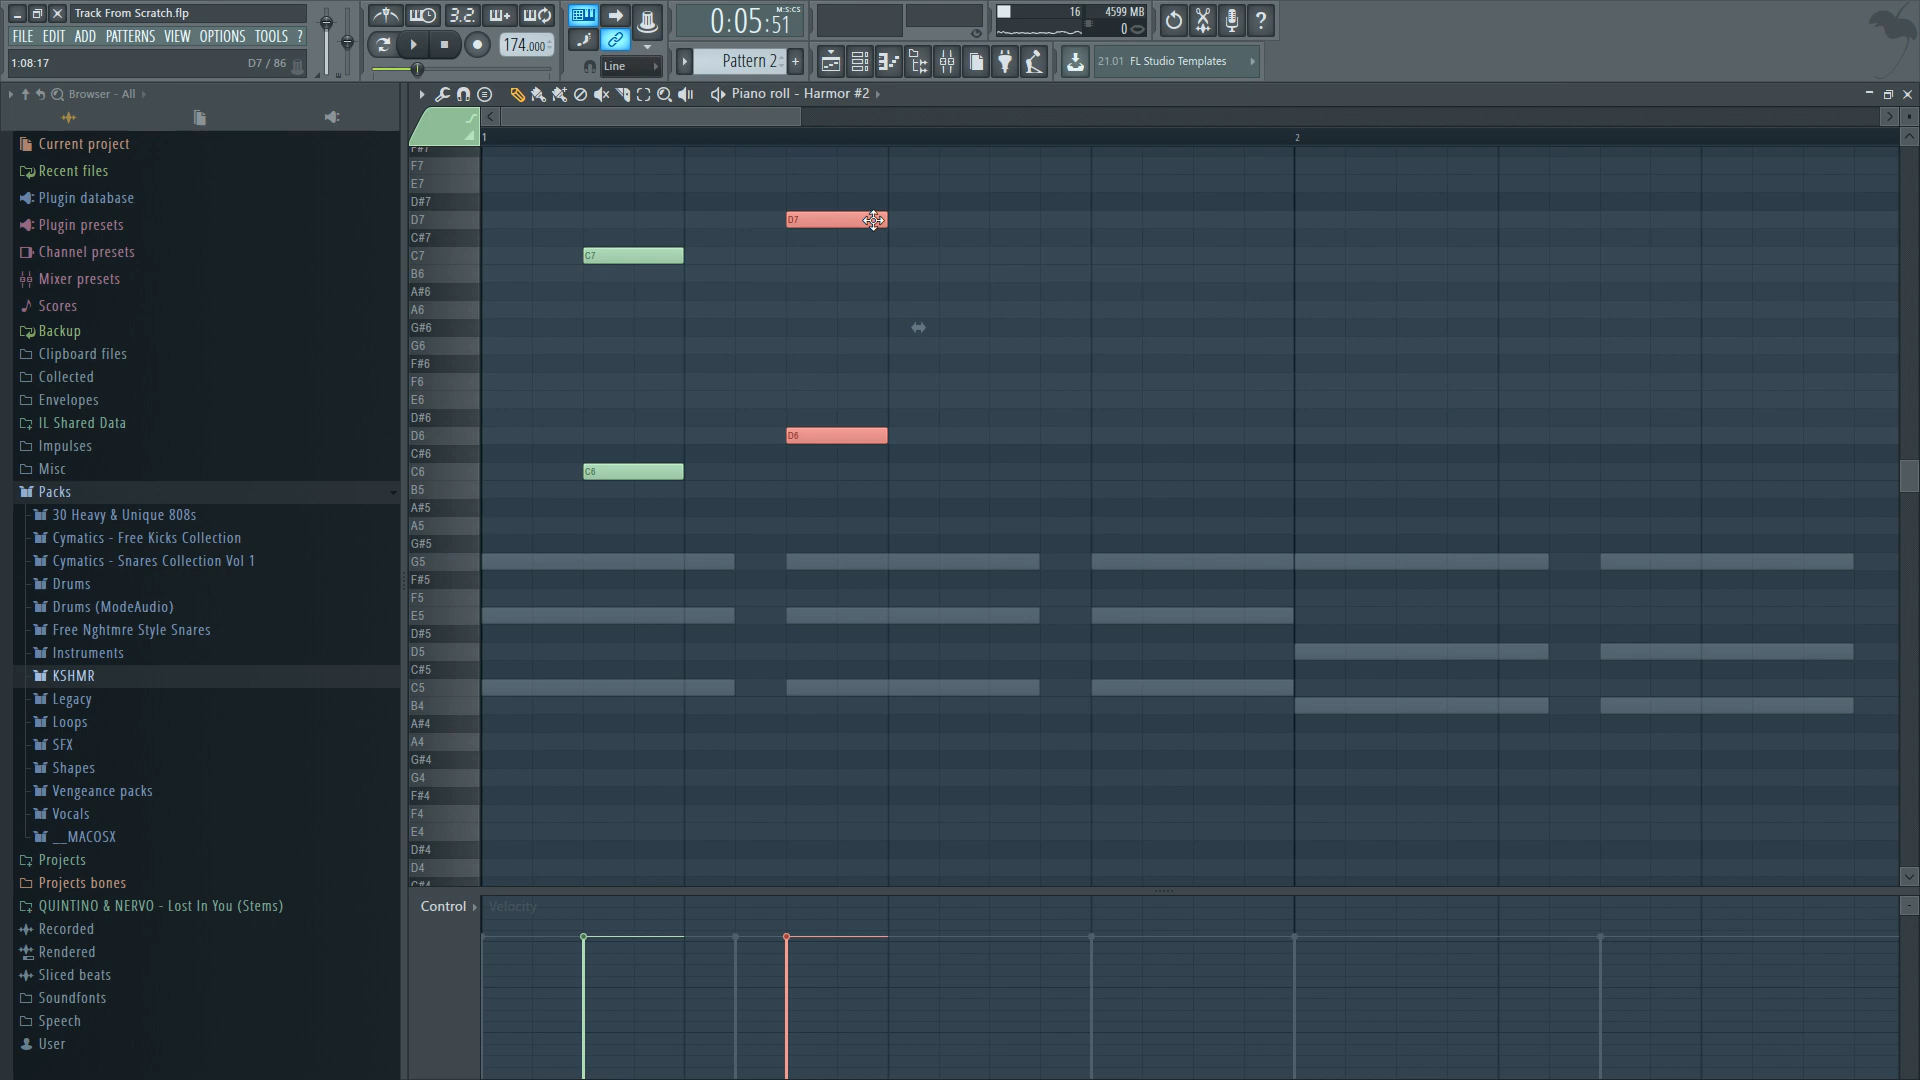 Track From Scratch.flp
FILE EDIT ADD PATTERNS VIEW OPTIONS TOOLS ?
1:08:17 D7 / 86
3.2.
174.000
Line
0:05:51 M:S:CS
Pattern 2
16 4599 MB
0
21.01 FL Studio Templates
Browser - All
Piano roll - Harmor #2
Current project
Recent files
Plugin database
Plugin presets
Channel presets
Mixer presets
Scores
Backup
Clipboard files
Collected
Envelopes
IL Shared Data
Impulses
Misc
Packs
30 Heavy & Unique 808s
Cymatics - Free Kicks Collection
Cymatics - Snares Collection Vol 1
Drums
Drums (ModeAudio)
Free Nghtmre Style Snares
Instruments
KSHMR
Legacy
Loops
SFX
Shapes
Vengeance packs
Vocals
__MACOSX
Projects
Projects bones
QUINTINO & NERVO - Lost In You (Stems)
Recorded
Rendered
Sliced beats
Soundfonts
Speech
User
1 2
F#7
F7
E7
D#7
D7 D7
C#7
C7 C7
B6
A#6
A6
G#6
G6
F#6
F6
E6
D#6
D6 D6
C#6
C6 C6
B5
A#5
A5
G#5
G5
F#5
F5
E5
D#5
D5
C#5
C5
B4
A#4
A4
G#4
G4
F#4
F4
E4
D#4
D4
C#4
Control Velocity